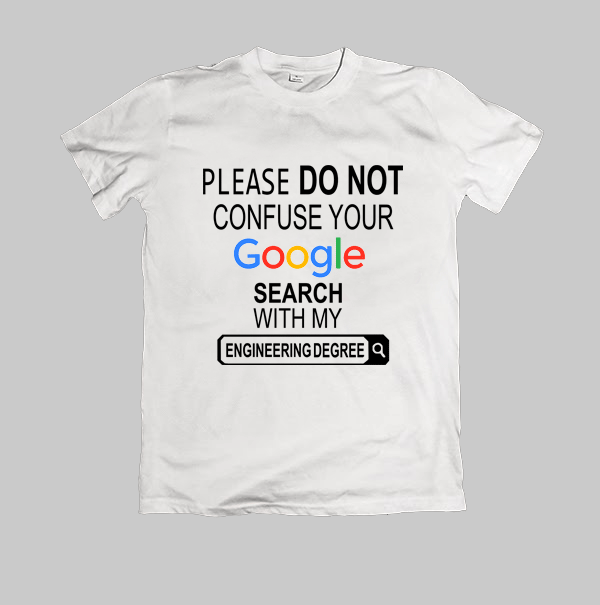 PLEASE DO NOT
CONFUSE YOUR
Google
SEARCH
WITH MY
ENGINEERING DEGREE